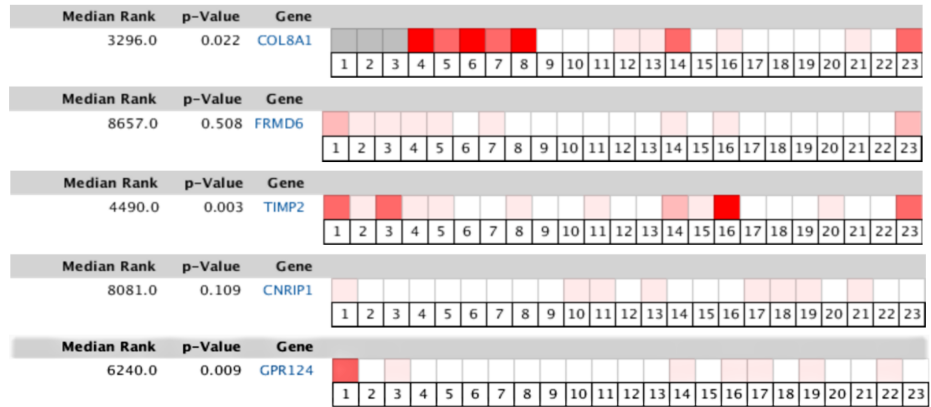 Median Rank p-Value Gene
3296.0 0.022 COL8A1
1 2 3 4 5 6 7 8 9 10 11 12 13 14 15 16 17 18 19 20 21 22 23
Median Rank p-Value Gene
8657.0 0.508 FRMD6
1 2 3 4 5 6 7 8 9 10 11 12 13 14 15 16 17 18 19 20 21 22 23
Median Rank p-Value Gene
4490.0 0.003 TIMP2
1 2 3 4 5 6 7 8 9 10 11 12 13 14 15 16 17 18 19 20 21 22 23
Median Rank p-Value Gene
8081.0 0.109 CNRIP1
1 2 3 4 5 6 7 8 9 10 11 12 13 14 15 16 17 18 19 20 21 22 23
Median Rank p-Value Gene
6240.0 0.009 GPR124
1 2 3 4 5 6 7 8 9 10 11 12 13 14 15 16 17 18 19 20 21 22 23